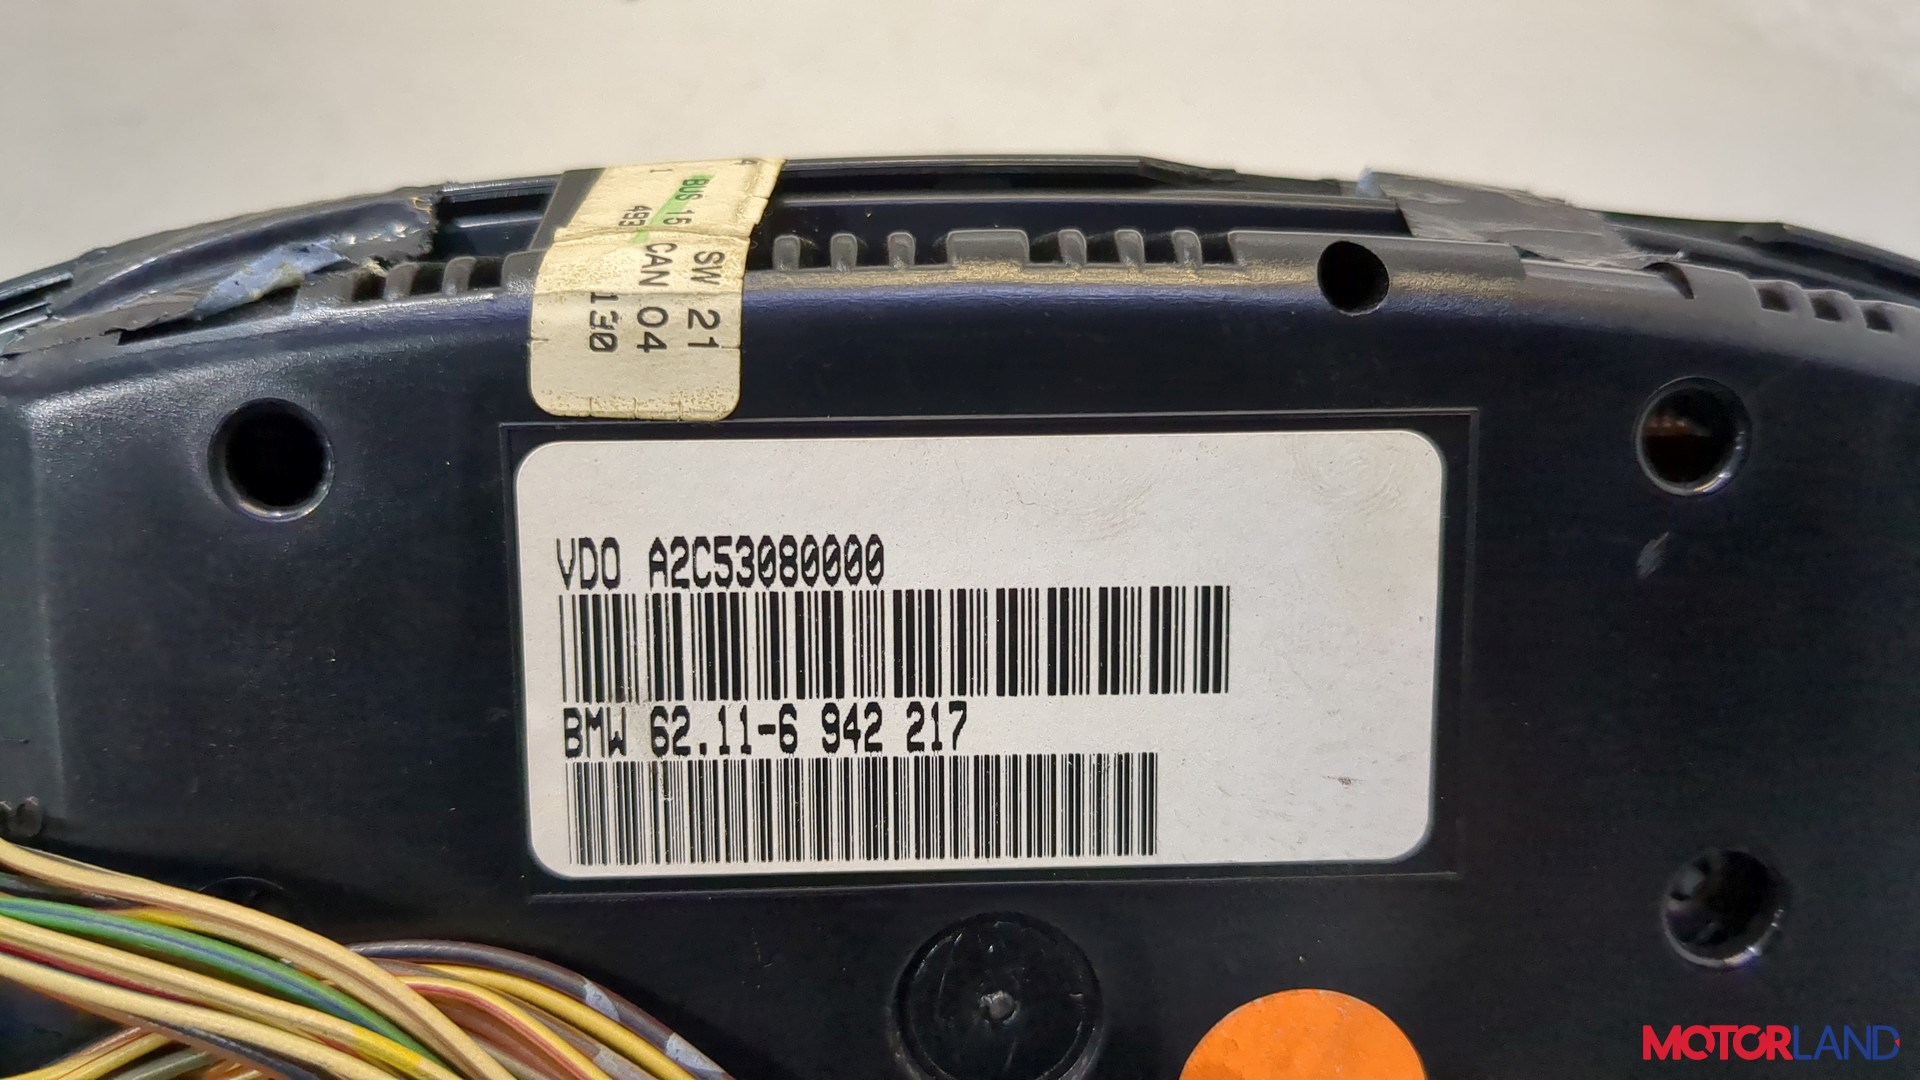 BUS 15
SW 21
CAN 04
493
130
VDO A2C53080000
BMW 62.11-6 942 217
MOTORLAND